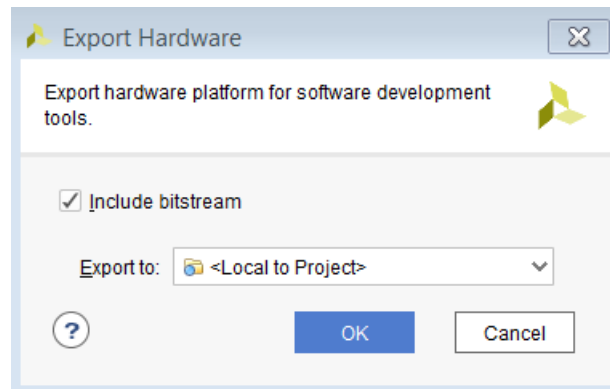 Export Hardware
Export hardware platform for software development
tools.
Include bitstream
Export to: <Local to Project>
? OK Cancel